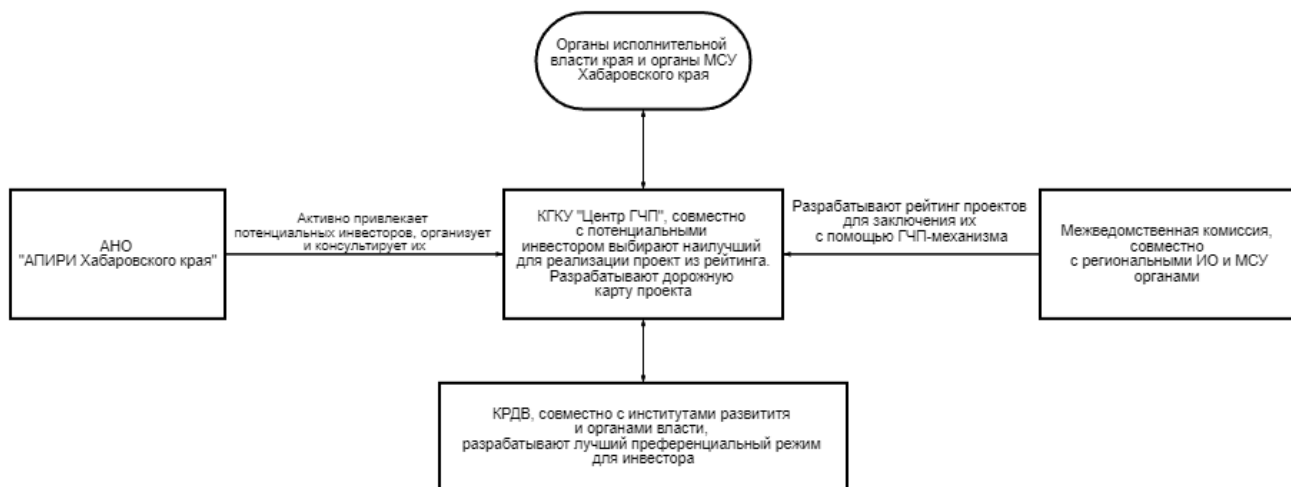 Органы исполнительной
власти края и органы МСУ
Хабаровского края
АНО
"АПИРИ Хабаровского края"
Активно привлекает
потенциальных инвесторов, организует
и консультирует их
КГКУ "Центр ГЧП", совместно
с потенциальными
инвестором выбирают наилучший
для реализации проект из рейтинга.
Разрабатывают дорожную
карту проекта
Разрабатывают рейтинг проектов
для заключения их
с помощью ГЧП-механизма
Межведомственная комиссия,
совместно
с региональными ИО и МСУ
органами
КРДВ, совместно с институтами развитития
и органами власти,
разрабатывают лучший преференциальный режим
для инвестора